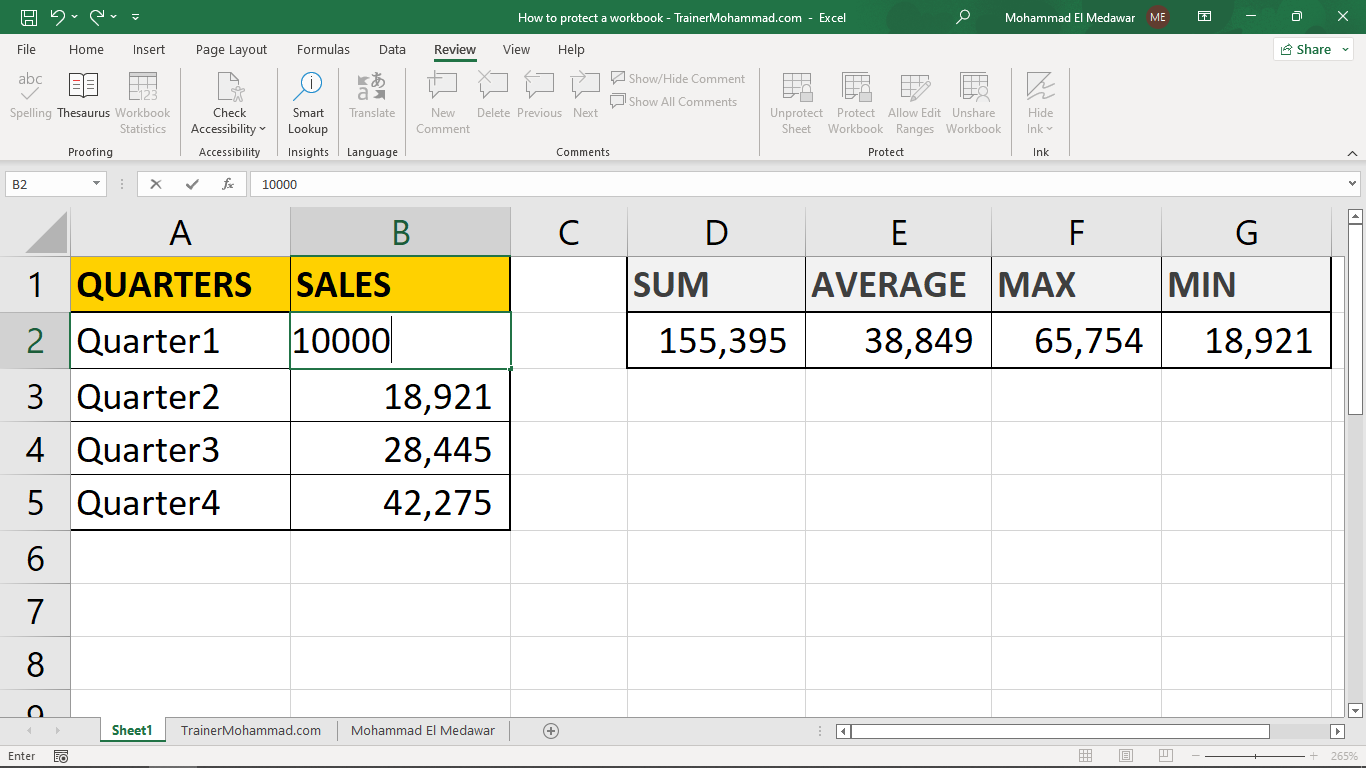 How to protect a workbook - TrainerMohammad.com - Excel
Mohammad El Medawar ME
File Home Insert Page Layout Formulas Data Review View Help Share
abc
Spelling
Thesaurus
Workbook Statistics
123
Proofing
Check Accessibility
Accessibility
Smart Lookup
Insights
Translate
Language
New Comment
Delete
Previous
Next
Show/Hide Comment
Show All Comments
Comments
Unprotect Sheet
Protect Workbook
Allow Edit Ranges
Unshare Workbook
Protect
Hide Ink
Ink
B2 fx 10000
A B C D E F G
1 QUARTERS SALES SUM AVERAGE MAX MIN
2 Quarter1 10000 155,395 38,849 65,754 18,921
3 Quarter2 18,921
4 Quarter3 28,445
5 Quarter4 42,275
6
7
8
9
Sheet1 TrainerMohammad.com Mohammad El Medawar
Enter 265%